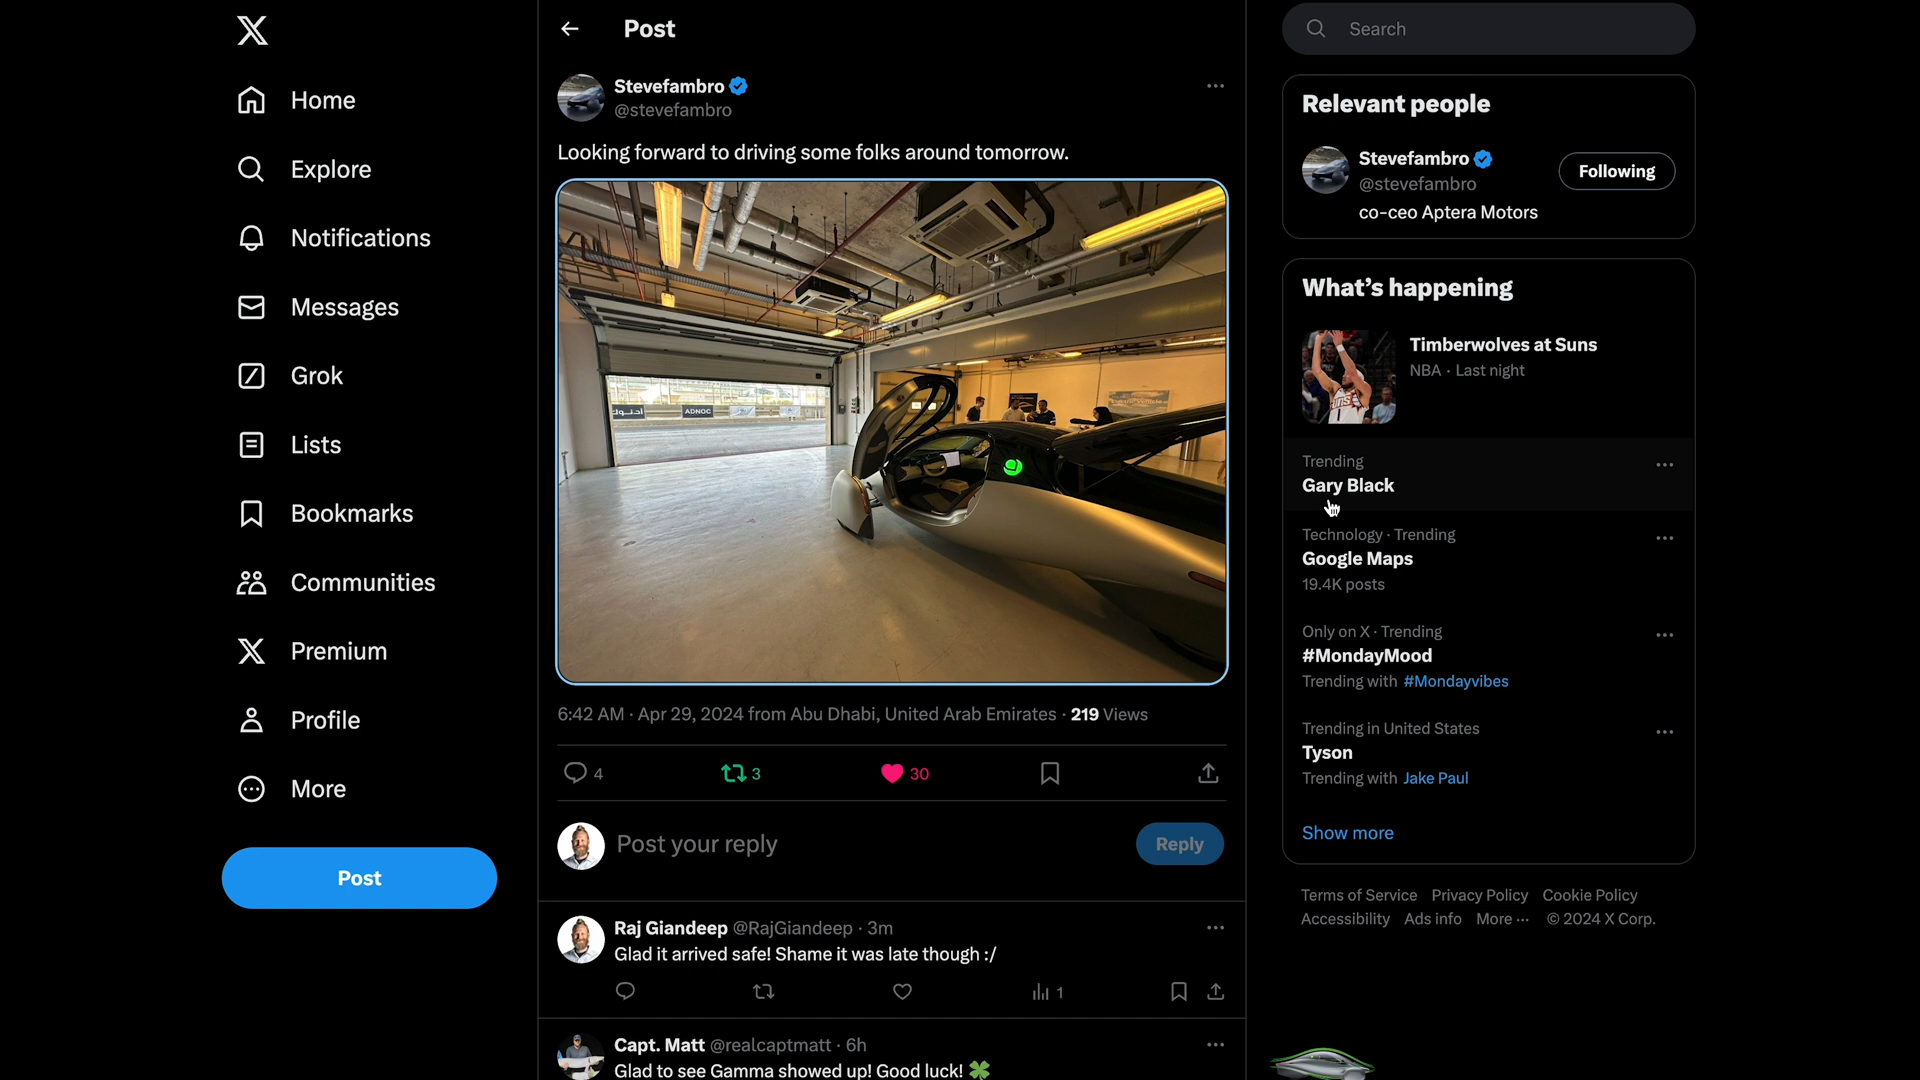 Home
Explore
Notifications
Messages
Grok
Lists
Bookmarks
Communities
Premium
Profile
More
Post
Post
Stevefambro
@stevefambro
Looking forward to driving some folks around tomorrow.
ADNOC
6:42 AM · Apr 29, 2024 from Abu Dhabi, United Arab Emirates · 219 Views
4
3
30
Post your reply
Reply
Raj Giandeep @RajGiandeep · 3m
Glad it arrived safe! Shame it was late though :/
1
Capt. Matt @realcaptmatt · 6h
Glad to see Gamma showed up! Good luck! 🍀
Search
Relevant people
Stevefambro
@stevefambro
Following
co-ceo Aptera Motors
What's happening
Timberwolves at Suns
NBA · Last night
Trending
Gary Black
Technology · Trending
Google Maps
19.4K posts
Only on X · Trending
#MondayMood
Trending with #Mondayvibes
Trending in United States
Tyson
Trending with Jake Paul
Show more
Terms of Service Privacy Policy Cookie Policy
Accessibility Ads info More ··· © 2024 X Corp.